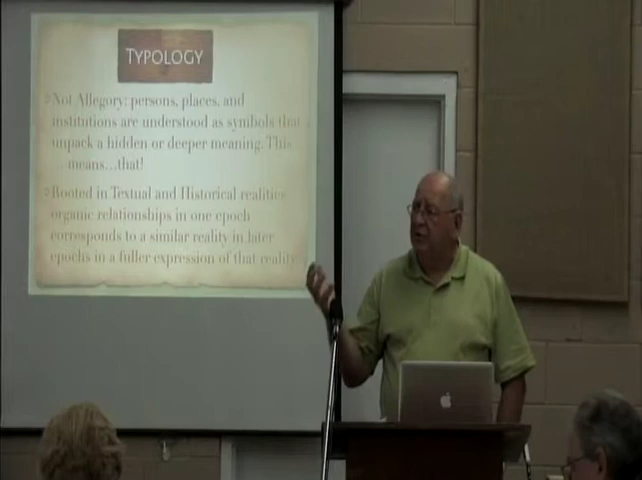 TYPOLOGY
Not Allegory: persons, places, and
institutions are understood as symbols that
unpack a hidden or deeper meaning. This
... means...that!
Rooted in Textual and Historical realities
organic relationships in one epoch
corresponds to a similar reality in later
epochs in a fuller expression of that reality